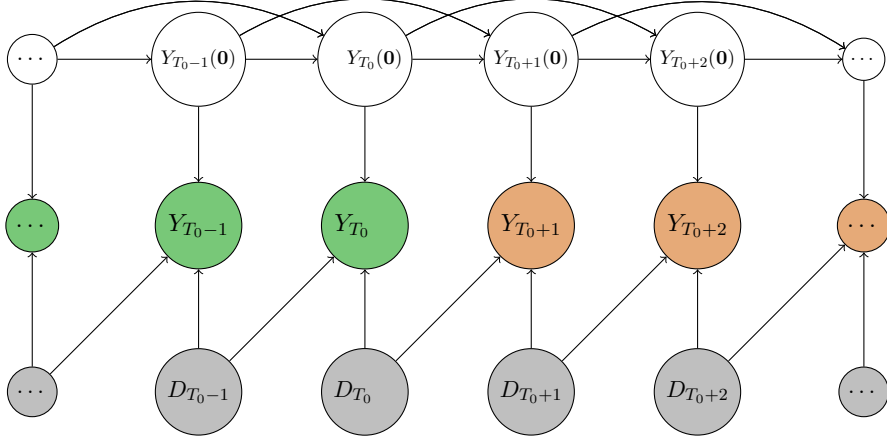 ⋯ Y_{T_0−1}(𝟎) Y_{T_0}(𝟎) Y_{T_0+1}(𝟎) Y_{T_0+2}(𝟎) ⋯
⋯ Y_{T_0−1} Y_{T_0} Y_{T_0+1} Y_{T_0+2} ⋯
⋯ D_{T_0−1} D_{T_0} D_{T_0+1} D_{T_0+2} ⋯